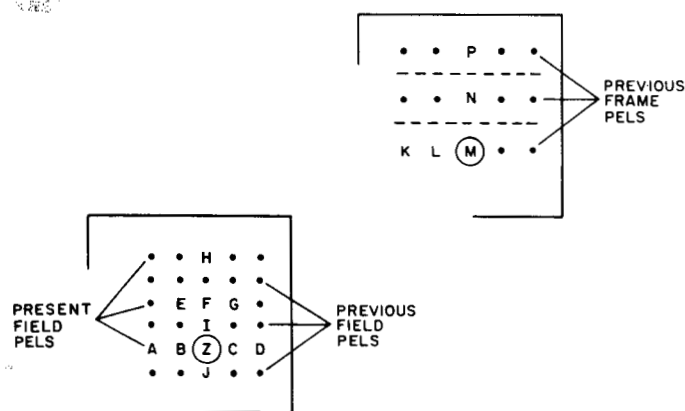 P
N
K L M
PREVIOUS
FRAME
PELS
H
E F G
I
A B Z C D
J
PRESENT
FIELD
PELS
PREVIOUS
FIELD
PELS